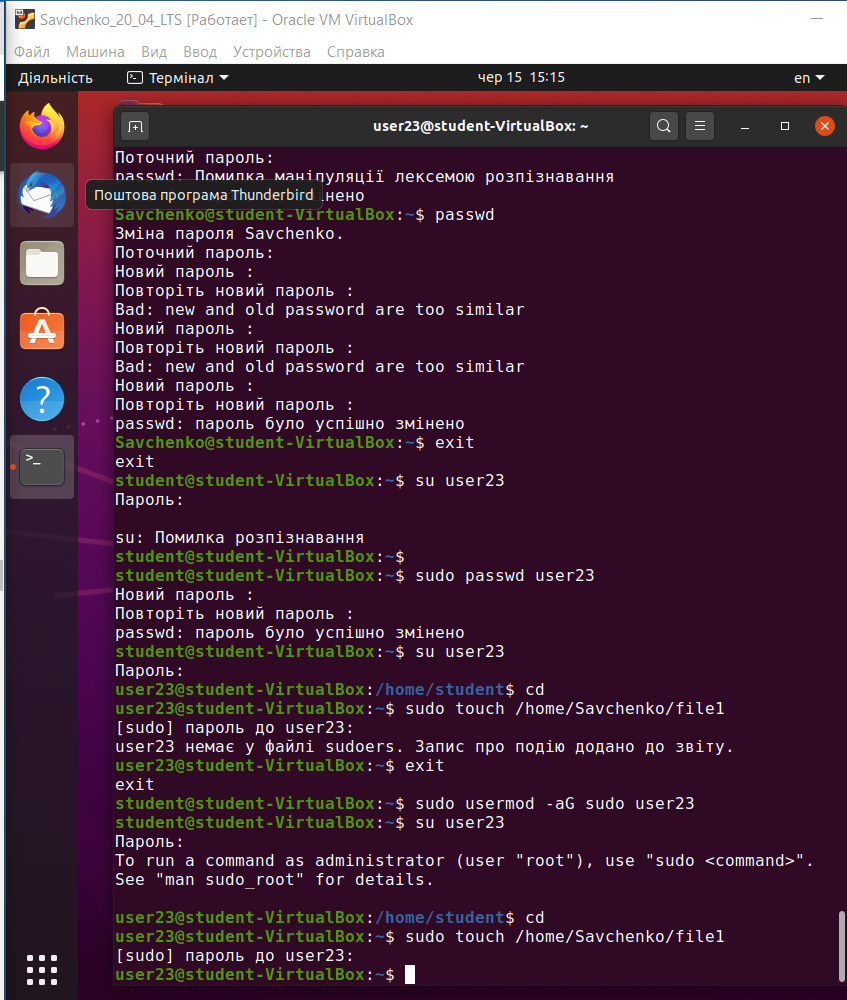 Savchenko_20_04_LTS [Работает] - Oracle VM VirtualBox
Файл Машина Вид Ввод Устройства Справка
Діяльність Термінал чер 15 15:15 en
user23@student-VirtualBox: ~
Поточний пароль:
passwd: Помилка маніпуляції лексемою розпізнавання
Поштова програма Thunderbird
Savchenko@student-VirtualBox:~$ passwd
Зміна пароля Savchenko.
Поточний пароль:
Новий пароль :
Повторіть новий пароль :
Bad: new and old password are too similar
Новий пароль :
Повторіть новий пароль :
Bad: new and old password are too similar
Новий пароль :
Повторіть новий пароль :
passwd: пароль було успішно змінено
Savchenko@student-VirtualBox:~$ exit
exit
student@student-VirtualBox:~$ su user23
Пароль:
su: Помилка розпізнавання
student@student-VirtualBox:~$
student@student-VirtualBox:~$ sudo passwd user23
Новий пароль :
Повторіть новий пароль :
passwd: пароль було успішно змінено
student@student-VirtualBox:~$ su user23
Пароль:
user23@student-VirtualBox:/home/student$ cd
user23@student-VirtualBox:~$ sudo touch /home/Savchenko/file1
[sudo] пароль до user23:
user23 немає у файлі sudoers. Запис про подію додано до звіту.
user23@student-VirtualBox:~$ exit
exit
student@student-VirtualBox:~$ sudo usermod -aG sudo user23
student@student-VirtualBox:~$ su user23
Пароль:
To run a command as administrator (user "root"), use "sudo <command>".
See "man sudo_root" for details.
user23@student-VirtualBox:/home/student$ cd
user23@student-VirtualBox:~$ sudo touch /home/Savchenko/file1
[sudo] пароль до user23:
user23@student-VirtualBox:~$